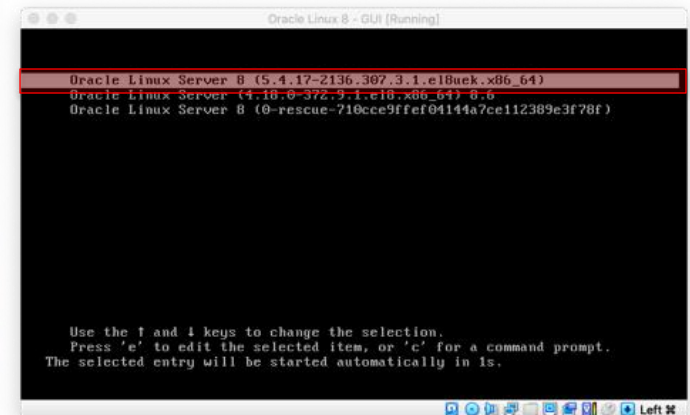 Oracle Linux 8 - GUI [Running]
Oracle Linux Server 8 (5.4.17-2136.307.3.1.el8uek.x86_64)
Oracle Linux Server (4.18.0-372.9.1.el8.x86_64) 8.6
Oracle Linux Server 8 (0-rescue-710cce9ffef04144a7ce112389e3f78f)
Use the ↑ and ↓ keys to change the selection.
Press 'e' to edit the selected item, or 'c' for a command prompt.
The selected entry will be started automatically in 1s.
Left ⌘